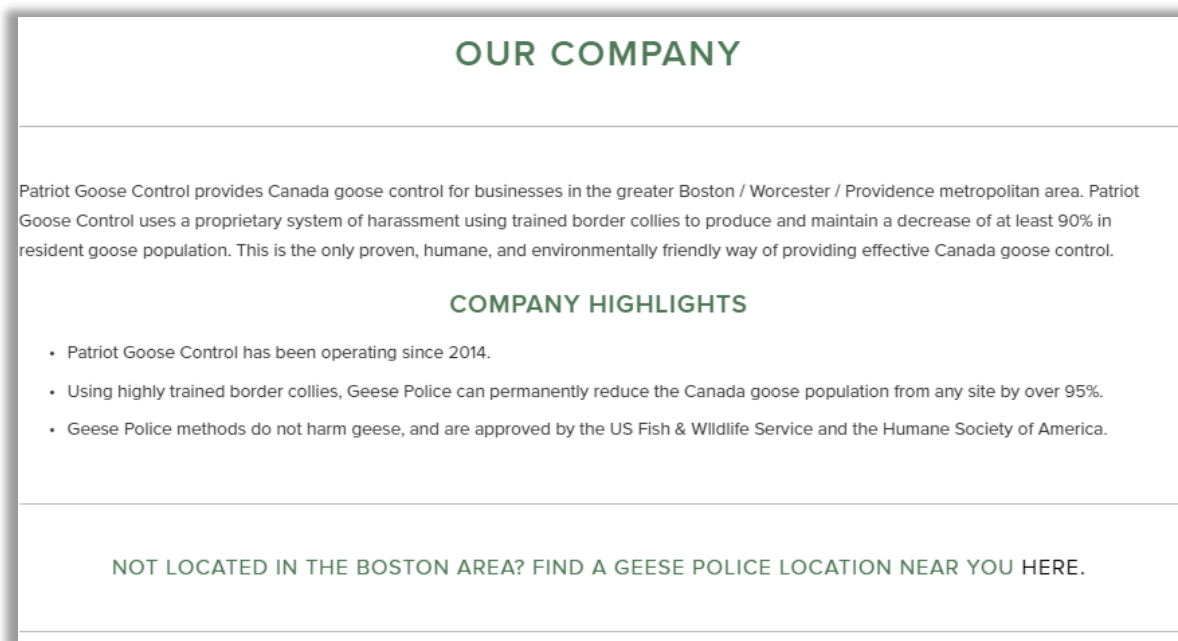 OUR COMPANY
Patriot Goose Control provides Canada goose control for businesses in the greater Boston / Worcester / Providence metropolitan area. Patriot
Goose Control uses a proprietary system of harassment using trained border collies to produce and maintain a decrease of at least 90% in
resident goose population. This is the only proven, humane, and environmentally friendly way of providing effective Canada goose control.
COMPANY HIGHLIGHTS
• Patriot Goose Control has been operating since 2014.
• Using highly trained border collies, Geese Police can permanently reduce the Canada goose population from any site by over 95%.
• Geese Police methods do not harm geese, and are approved by the US Fish & WIldlife Service and the Humane Society of America.
NOT LOCATED IN THE BOSTON AREA? FIND A GEESE POLICE LOCATION NEAR YOU HERE.